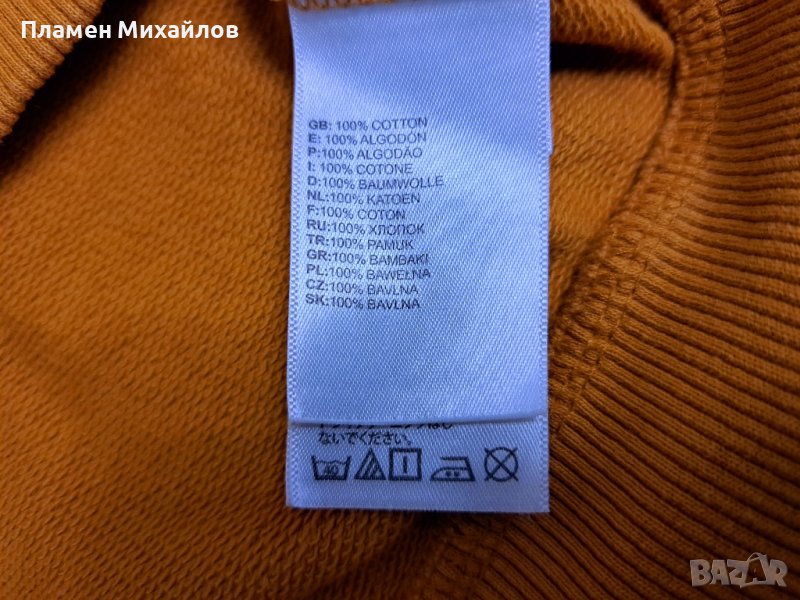 Пламен Михайлов
GB: 100% COTTON
E: 100% ALGODÓN
P: 100% ALGODÃO
I: 100% COTONE
D: 100% BAUMWOLLE
NL: 100% KATOEN
F: 100% COTON
RU: 100% ХЛОПОК
TR: 100% PAMUK
GR: 100% BAMBAKI
PL: 100% BAWEŁNA
CZ: 100% BAVLNA
SK: 100% BAVLNA
ないでください。
40
BAZAR